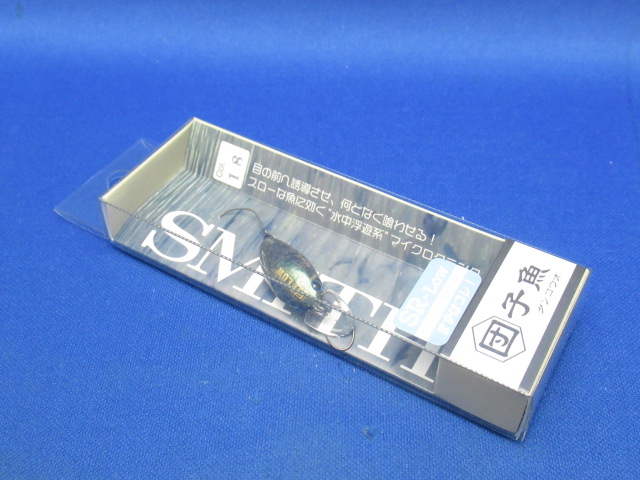 COL. 18
目の前へ誘導させ、何となく喰わせる!
スローな魚に効く"水中浮遊系"マイクロクランク
SMITH
SR-Low
団子魚
ダンゴウオ